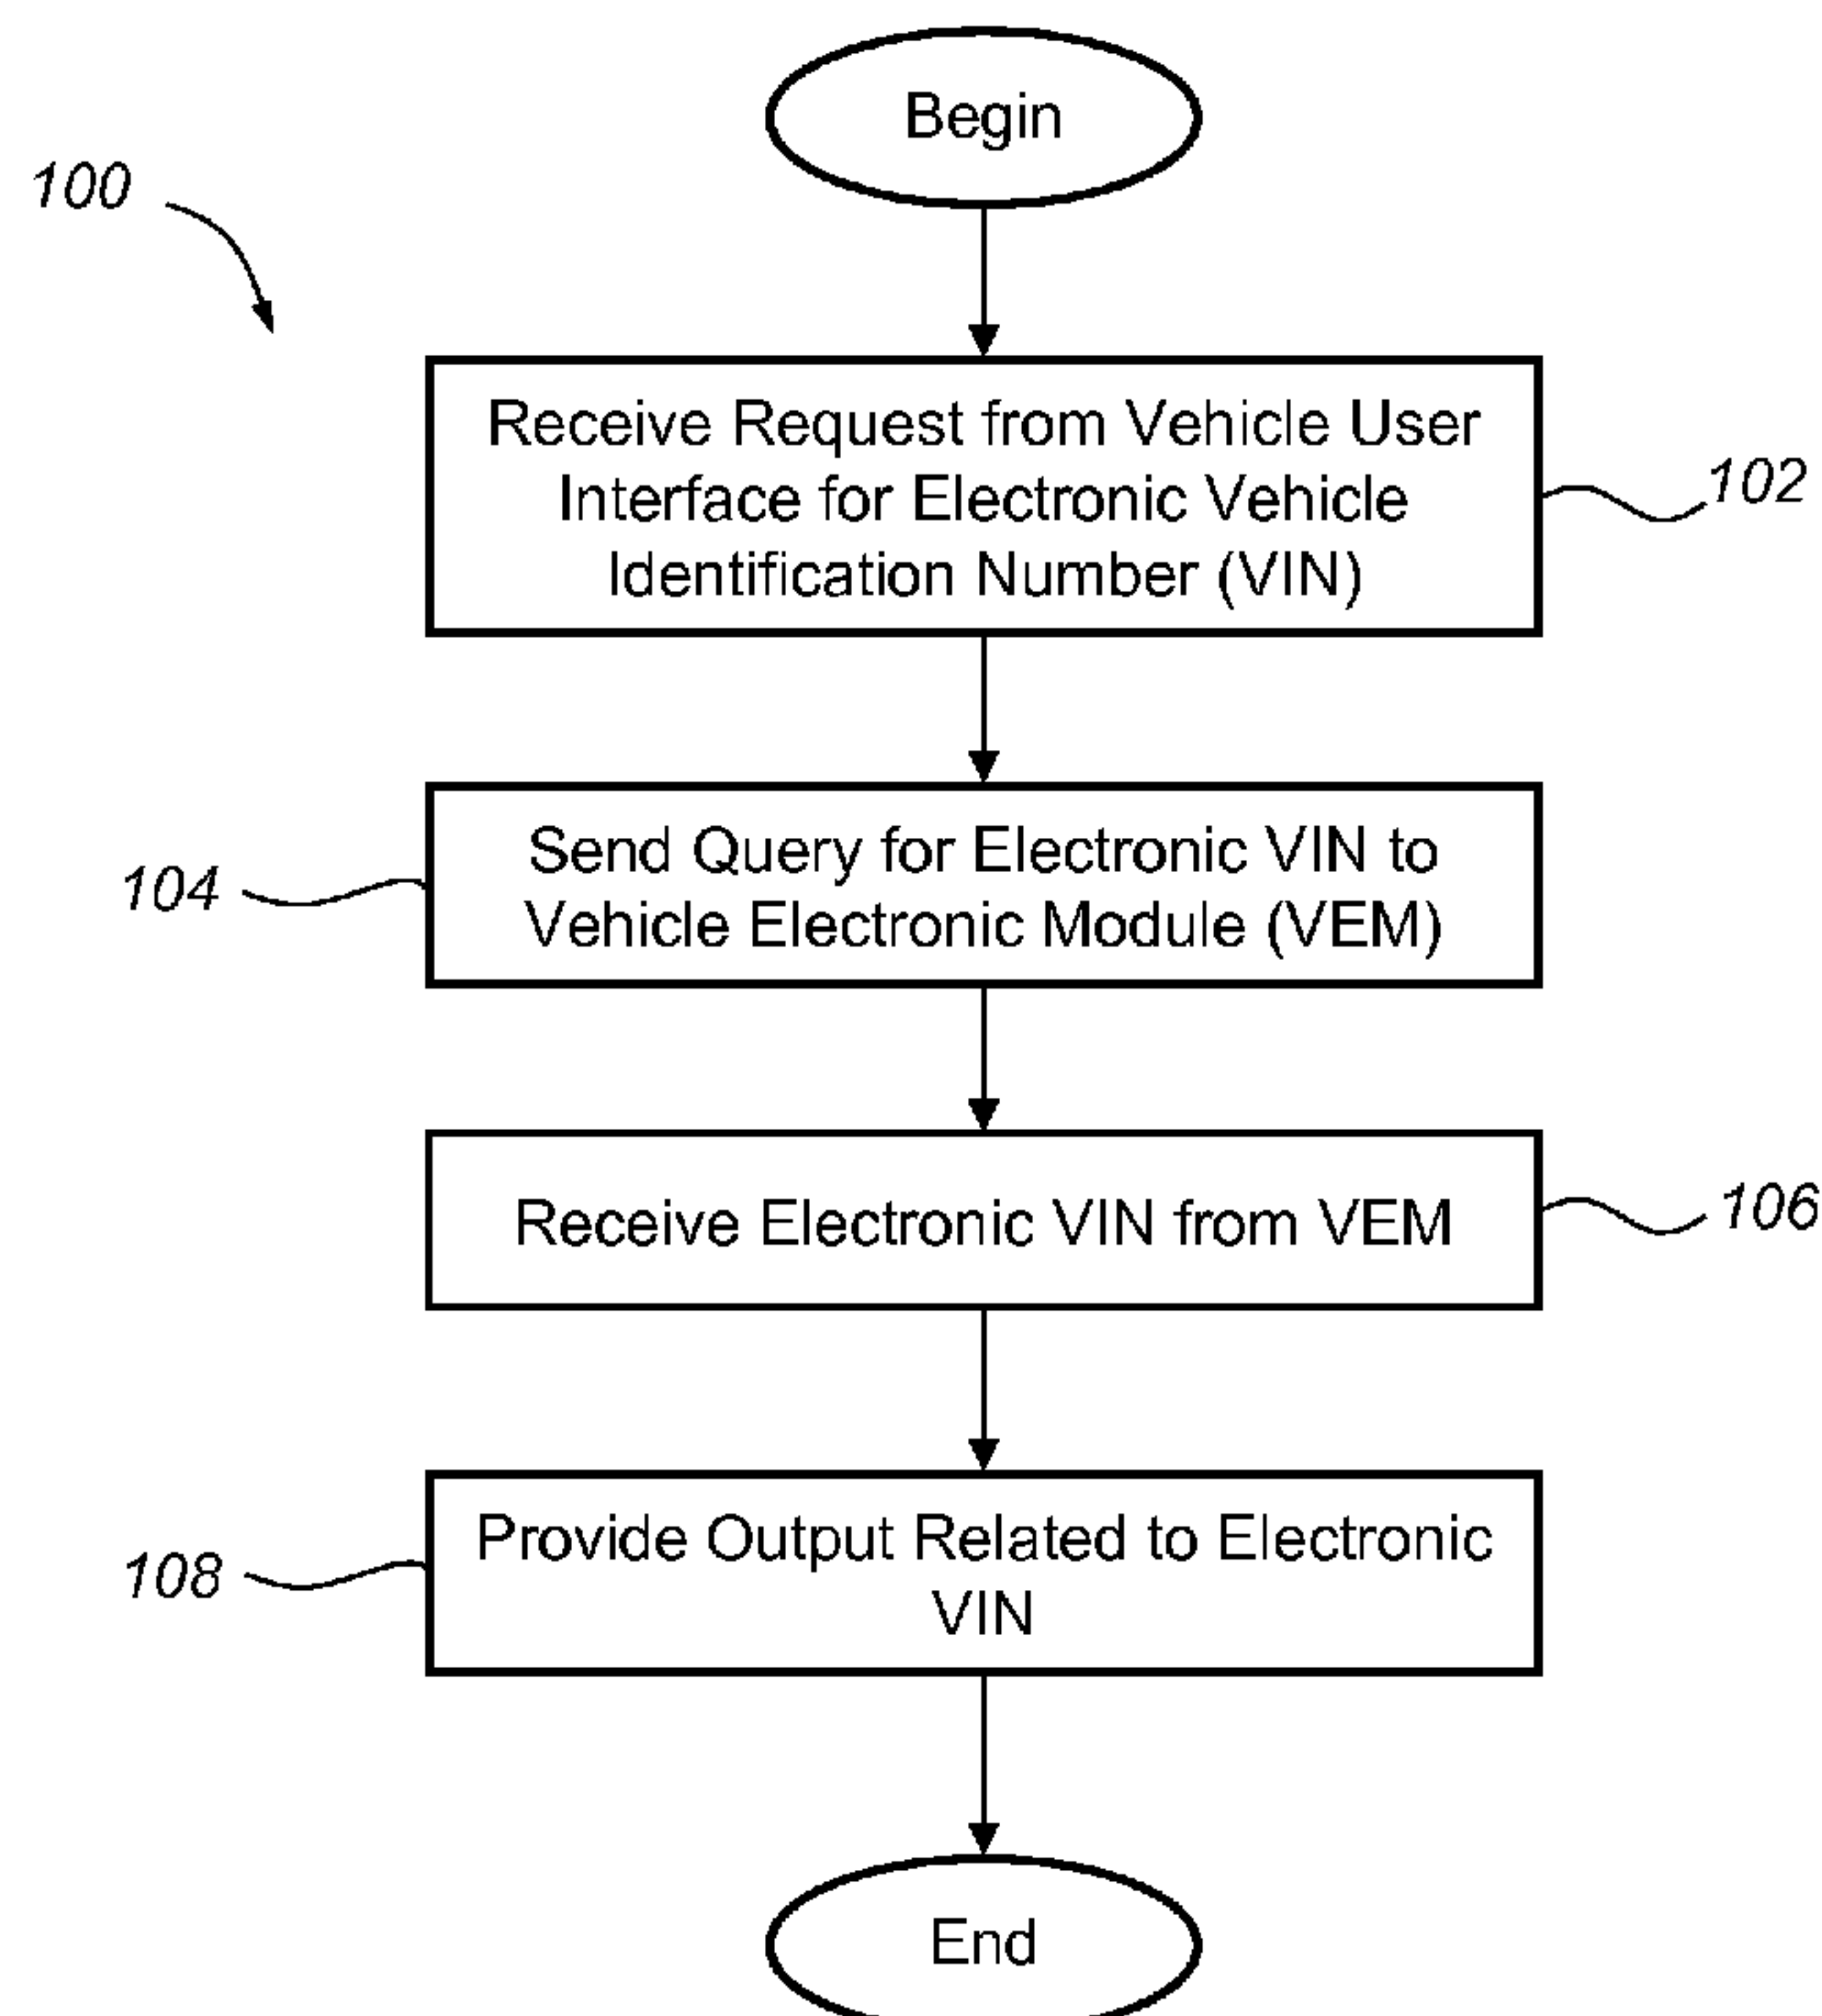 Begin
100
Receive Request from Vehicle User
Interface for Electronic Vehicle
Identification Number (VIN)
102
Send Query for Electronic VIN to
Vehicle Electronic Module (VEM)
104
Receive Electronic VIN from VEM
106
Provide Output Related to Electronic
VIN
108
End